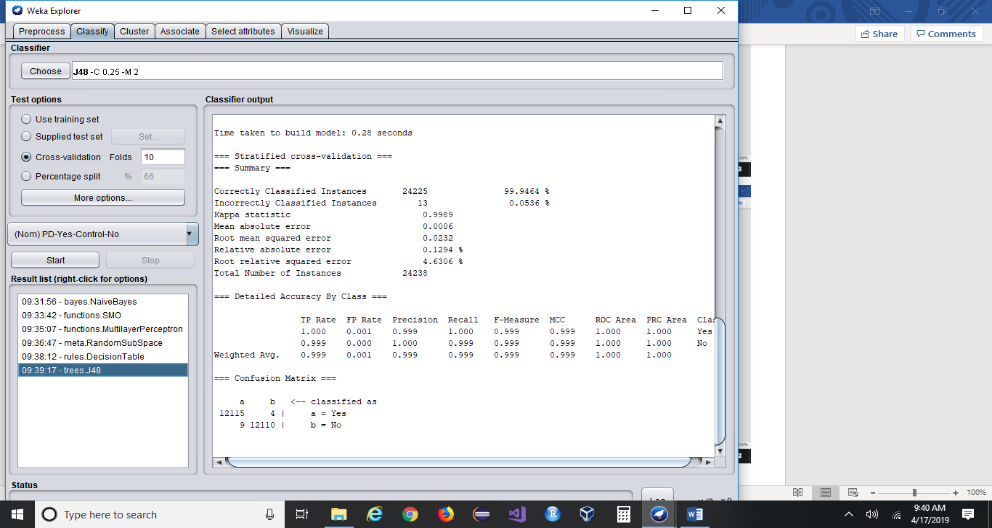 Weka Explorer
Preprocess Classify Cluster Associate Select attributes Visualize
Share Comments
Classifier
Choose J48 -C 0.25 -M 2
Test options
Use training set
Supplied test set Set...
Cross-validation Folds 10
Percentage split % 66
More options...
(Nom) PD-Yes-Control-No
Start Stop
Result list (right-click for options)
09:31:56 - bayes.NaiveBayes
09:33:42 - functions.SMO
09:35:07 - functions.MultilayerPerceptron
09:36:47 - meta.RandomSubSpace
09:38:12 - rules.DecisionTable
09:39:17 - trees.J48
Classifier output
Time taken to build model: 0.28 seconds
=== Stratified cross-validation ===
=== Summary ===
Correctly Classified Instances 24225 99.9464 %
Incorrectly Classified Instances 13 0.0536 %
Kappa statistic 0.9989
Mean absolute error 0.0006
Root mean squared error 0.0232
Relative absolute error 0.1294 %
Root relative squared error 4.6306 %
Total Number of Instances 24238
=== Detailed Accuracy By Class ===
TP Rate FP Rate Precision Recall F-Measure MCC ROC Area PRC Area Clas
1.000 0.001 0.999 1.000 0.999 0.999 1.000 1.000 Yes
0.999 0.000 1.000 0.999 0.999 0.999 1.000 1.000 No
Weighted Avg. 0.999 0.001 0.999 0.999 0.999 0.999 1.000 1.000
=== Confusion Matrix ===
a b <-- classified as
12115 4 | a = Yes
9 12110 | b = No
Status
100%
Type here to search
9:40 AM
4/17/2019